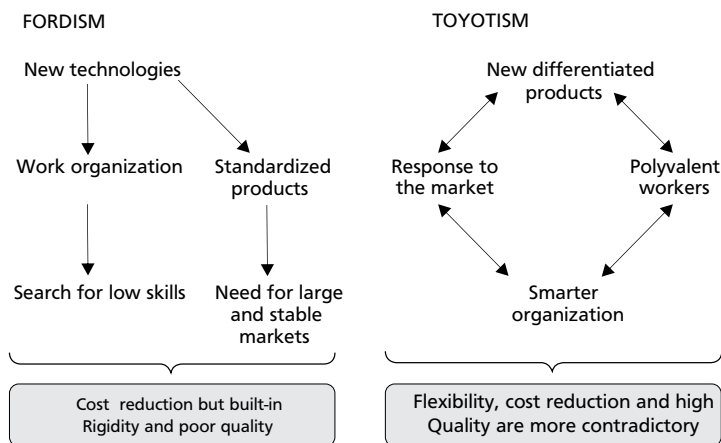 FORDISM
New technologies
Work organization
Standardized
products
Search for low skills
Need for large
and stable
markets
Cost reduction but built-in
Rigidity and poor quality
TOYOTISM
New differentiated
products
Response to
the market
Polyvalent
workers
Smarter
organization
Flexibility, cost reduction and high
Quality are more contradictory